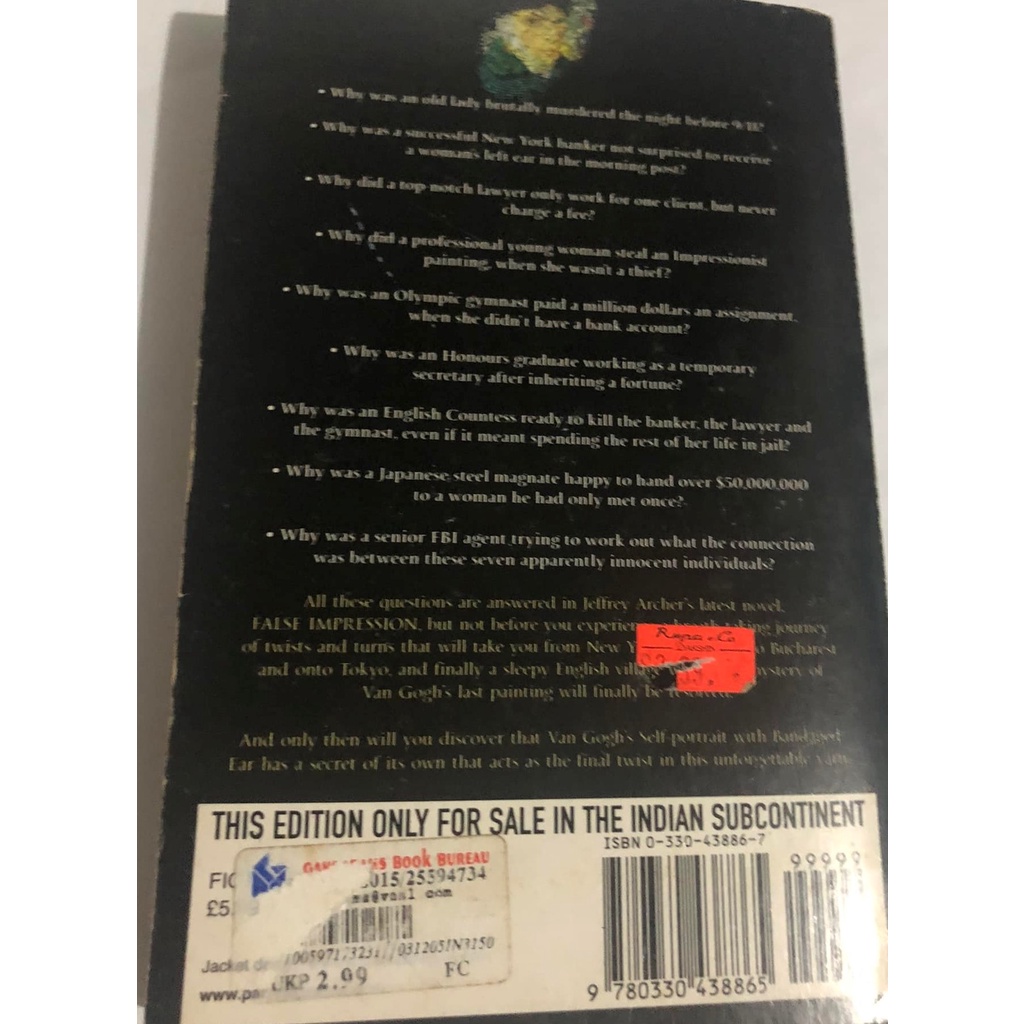 • Why was an old lady brutally murdered the night before 9/11?
• Why was a successful New York banker not surprised to receive
a woman's left ear in the morning post?
• Why did a top notch lawyer only work for one client, but never
charge a fee?
• Why did a professional young woman steal an Impressionist
painting, when she wasn't a thief?
• Why was an Olympic gymnast paid a million dollars an assignment,
when she didn't have a bank account?
• Why was an Honours graduate working as a temporary
secretary after inheriting a fortune?
• Why was an English Countess ready to kill the banker, the lawyer and
the gymnast, even if it meant spending the rest of her life in jail?
• Why was a Japanese steel magnate happy to hand over $50,000,000
to a woman he had only met once?
• Why was a senior FBI agent trying to work out what the connection
was between these seven apparently innocent individuals?
All these questions are answered in Jeffrey Archer's latest novel,
FALSE IMPRESSION, but not before you taking journey
of twists and turns that will take you from New Bucharest
and onto Tokyo, and finally a sleepy English of
Van Gogh's last painting will finally be
And only then will you discover that Van Gogh's Self-portrait with Bandaged
Ear has a secret of its own that acts as the final twist in this unforgettable yarn.
THIS EDITION ONLY FOR SALE IN THE INDIAN SUBCONTINENT
ISBN 0-330-43886-7
99999
BOOK BUREAU
015/25594734
£5.
Jacket
www.pa
UKP 2.99
FC
9 780330 438865